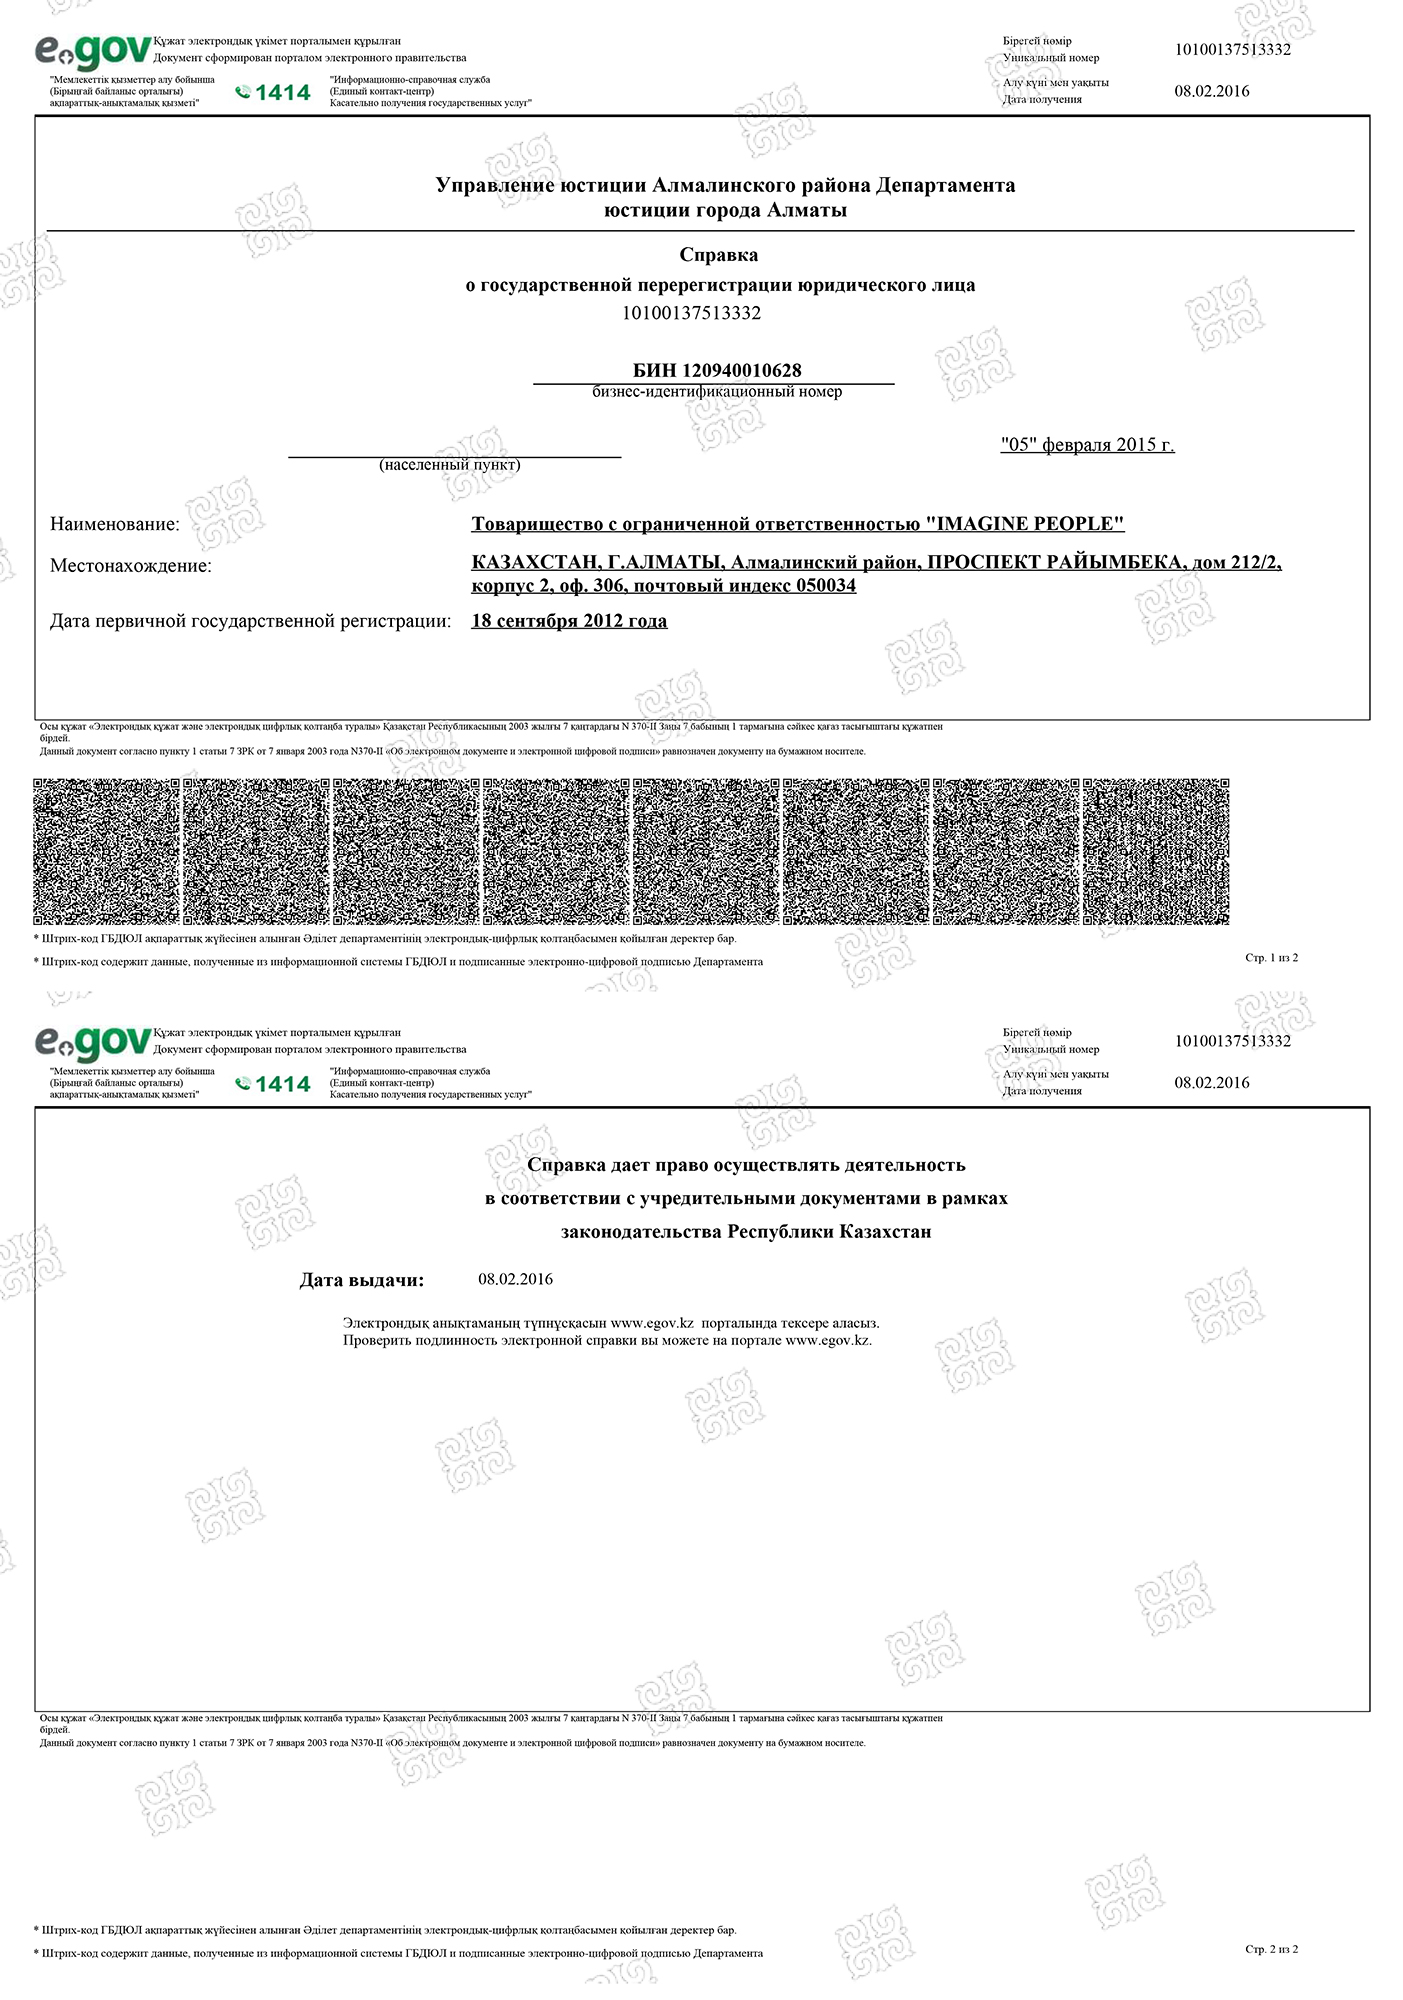 e.gov
Құжат электрондық үкімет порталымен құрылған
Документ сформирован порталом электронного правительства
Бірегей нөмір
Уникальный номер
10100137513332
"Мемлекеттік қызметтер алу бойынша
(Бірыңғай байланыс орталығы)
ақпараттық-анықтамалық қызметі"
1414
"Информационно-справочная служба
(Единый контакт-центр)
Касательно получения государственных услуг"
Алу күні мен уақыты
Дата получения
08.02.2016
Управление юстиции Алмалинского района Департамента
юстиции города Алматы
Справка
о государственной перерегистрации юридического лица
10100137513332
БИН 120940010628
бизнес-идентификационный номер
"05" февраля 2015 г.
(населенный пункт)
Наименование: Товарищество с ограниченной ответственностью "IMAGINE PEOPLE"
Местонахождение: КАЗАХСТАН, Г.АЛМАТЫ, Алмалинский район, ПРОСПЕКТ РАЙЫМБЕКА, дом 212/2,
корпус 2, оф. 306, почтовый индекс 050034
Дата первичной государственной регистрации: 18 сентября 2012 года
Осы құжат «Электрондық құжат және электрондық цифрлық қолтаңба туралы» Қазақстан Республикасының 2003 жылғы 7 қаңтардағы N 370-II Заңы 7 бабының 1 тармағына сәйкес қағаз тасығыштағы құжатпен
бірдей.
Данный документ согласно пункту 1 статьи 7 ЗРК от 7 января 2003 года N370-II «Об электронном документе и электронной цифровой подписи» равнозначен документу на бумажном носителе.
* Штрих-код ГБДЮЛ ақпараттық жүйесінен алынған Әділет департаментінің электрондық-цифрлық қолтаңбасымен қойылған деректер бар.
* Штрих-код содержит данные, полученные из информационной системы ГБДЮЛ и подписанные электронно-цифровой подписью Департамента
Стр. 1 из 2
e.gov
Құжат электрондық үкімет порталымен құрылған
Документ сформирован порталом электронного правительства
Бірегей нөмір
Уникальный номер
10100137513332
"Мемлекеттік қызметтер алу бойынша
(Бірыңғай байланыс орталығы)
ақпараттық-анықтамалық қызметі"
1414
"Информационно-справочная служба
(Единый контакт-центр)
Касательно получения государственных услуг"
Алу күні мен уақыты
Дата получения
08.02.2016
Справка дает право осуществлять деятельность
в соответствии с учредительными документами в рамках
законодательства Республики Казахстан
Дата выдачи: 08.02.2016
Электрондық анықтаманың түпнұсқасын www.egov.kz порталында тексере аласыз.
Проверить подлинность электронной справки вы можете на портале www.egov.kz.
Осы құжат «Электрондық құжат және электрондық цифрлық қолтаңба туралы» Қазақстан Республикасының 2003 жылғы 7 қаңтардағы N 370-II Заңы 7 бабының 1 тармағына сәйкес қағаз тасығыштағы құжатпен
бірдей.
Данный документ согласно пункту 1 статьи 7 ЗРК от 7 января 2003 года N370-II «Об электронном документе и электронной цифровой подписи» равнозначен документу на бумажном носителе.
* Штрих-код ГБДЮЛ ақпараттық жүйесінен алынған Әділет департаментінің электрондық-цифрлық қолтаңбасымен қойылған деректер бар.
* Штрих-код содержит данные, полученные из информационной системы ГБДЮЛ и подписанные электронно-цифровой подписью Департамента
Стр. 2 из 2